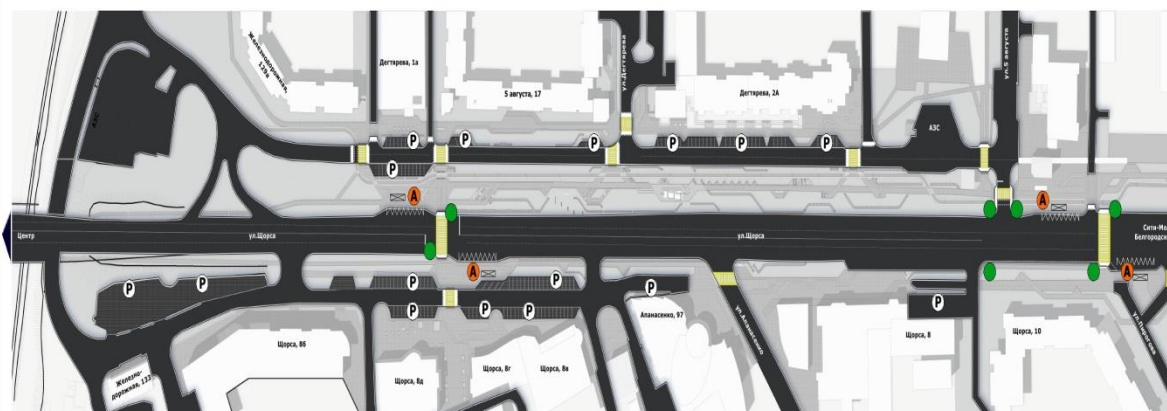 Железнодорожная,
139а
Дегтярева, 1а
5 августа, 17
ул.Дегтярева
Дегтярева, 2А
ул.5 августа
АЗС
АЗС
P
P
P
P
P
P
P
P
А
А
Центр
ул.Щорса
ул.Щорса
Сити-Мо
Белгородск
P
P
P
P
P
P
P
P
P
А
А
Апанасенко, 97
ул.Апанасенко
Щорса, 8
Щорса, 10
ул.Пирогова
Щорса, 8б
Щорса, 8д
Щорса, 8г
Щорса, 8в
Железно-
дорожная, 133